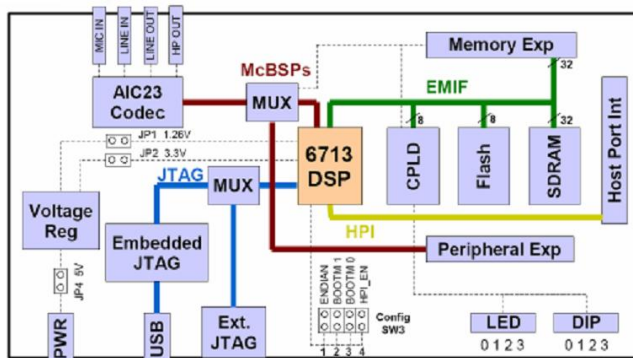 MIC IN
LINE IN
LINE OUT
HP OUT
AIC23
Codec
McBSPs
MUX
Memory Exp
32
EMIF
8
8
32
JP1 1.26V
JP2 3.3V
6713
DSP
CPLD
Flash
SDRAM
Host Port Int
JTAG
MUX
Voltage
Reg
HPI
Embedded
JTAG
Peripheral Exp
JP4 5V
ENDIAN
BOOTM 1
BOOTM 0
HPI_EN
Config
SW3
1 2 3 4
PWR
USB
Ext.
JTAG
LED
DIP
0 1 2 3
0 1 2 3